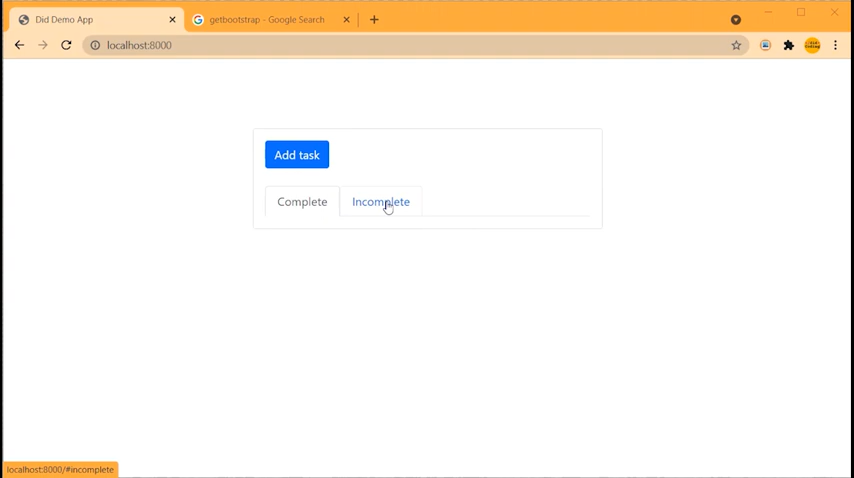 Did Demo App
getbootstrap - Google Search
localhost:8000
Add task
Complete
Incomplete
localhost:8000/#incomplete